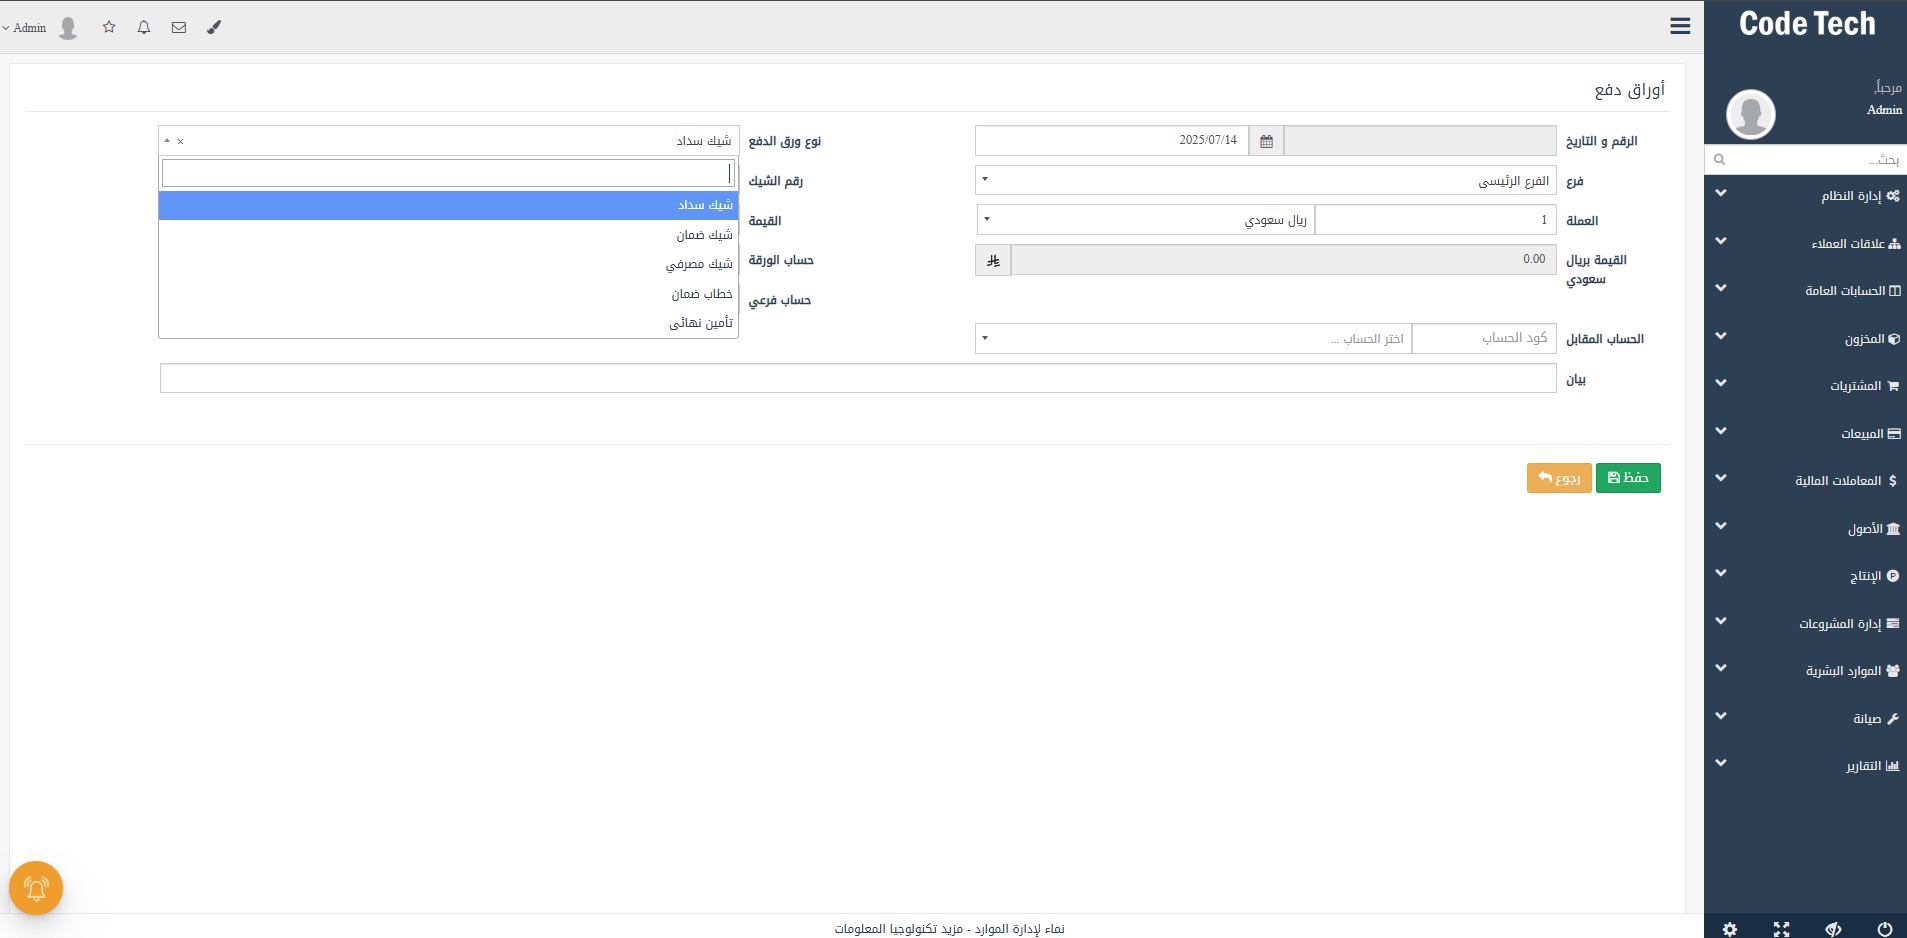 Code Tech
مرحباً,
Admin
بحث...
إدارة النظام
علاقات العملاء
الحسابات العامة
المخزون
المشتريات
المبيعات
المعاملات المالية
الأصول
الإنتاج
إدارة المشروعات
الموارد البشرية
صيانة
التقارير
Admin
أوراق دفع
الرقم و التاريخ
2025/07/14
نوع ورق الدفع
شيك سداد ×
فرع
الفرع الرئيسى
رقم الشيك
شيك سداد
شيك ضمان
شيك مصرفي
خطاب ضمان
تأمين نهائى
العملة
1
ريال سعودي
القيمة
القيمة بريال
سعودي
0.00
حساب الورقة
حساب فرعي
الحساب المقابل
كود الحساب
اختر الحساب ...
بيان
حفظ
رجوع
نماء لإدارة الموارد - مزيد تكنولوجيا المعلومات